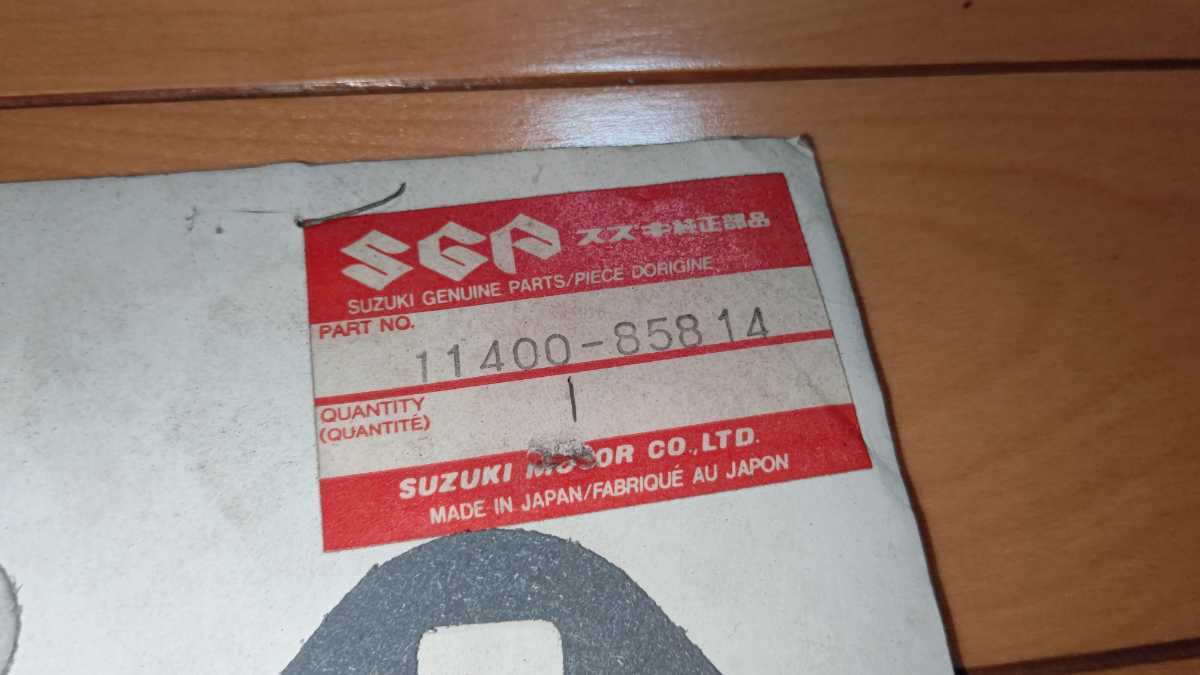 SGP スズキ純正部品
SUZUKI GENUINE PARTS/PIECE DORIGINE
PART NO.
11400-85814
QUANTITY 1
(QUANTITÉ)
SUZUKI MOTOR CO.,LTD.
MADE IN JAPAN/FABRIQUÉ AU JAPON